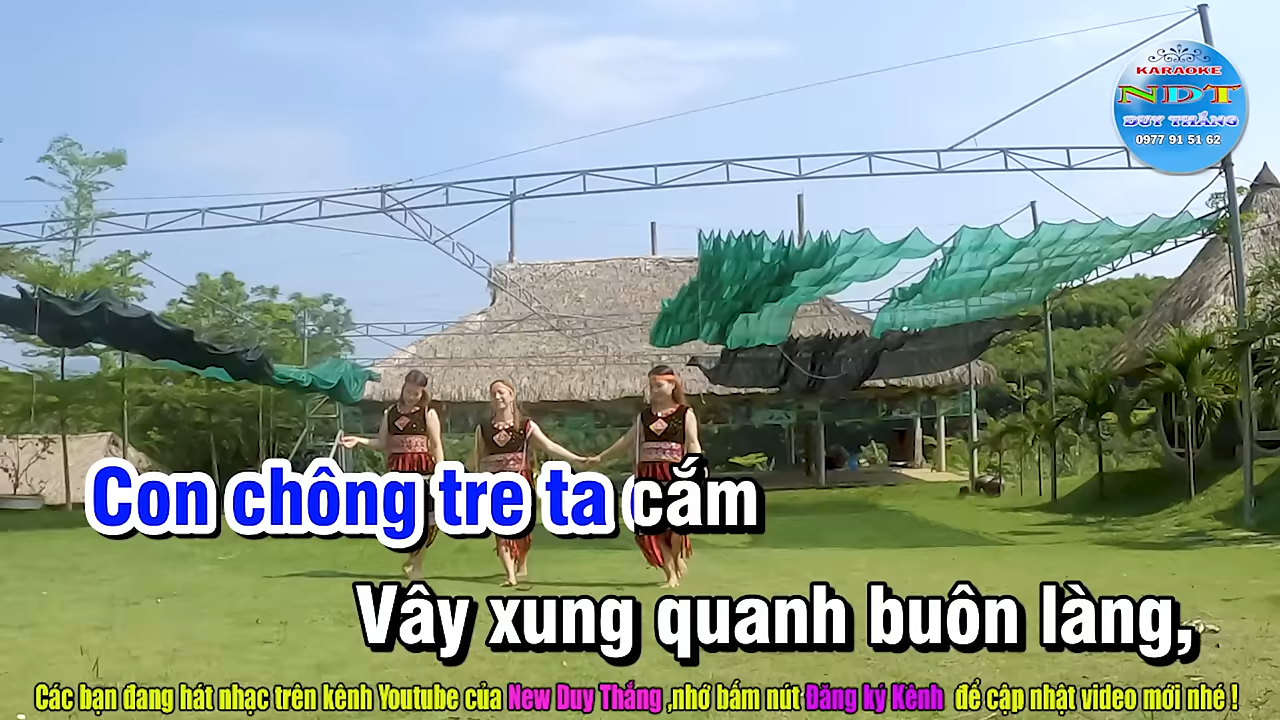 KARAOKE
NDT
DUY THẮNG
0977 91 51 62
Con chông tre ta cắm
Vây xung quanh buôn làng,
Các bạn đang hát nhạc trên kênh Youtube của New Duy Thắng ,nhớ bấm nút Đăng ký Kênh để cập nhật video mới nhé !